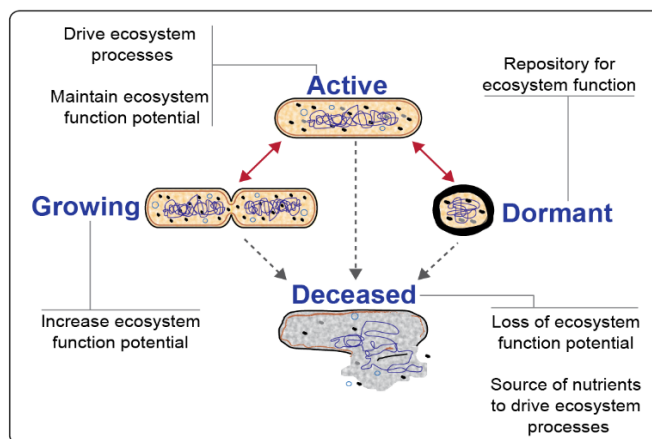 Drive ecosystem
processes
Maintain ecosystem
function potential
Active
Repository for
ecosystem function
Growing
Dormant
Deceased
Increase ecosystem
function potential
Loss of ecosystem
function potential
Source of nutrients
to drive ecosystem
processes